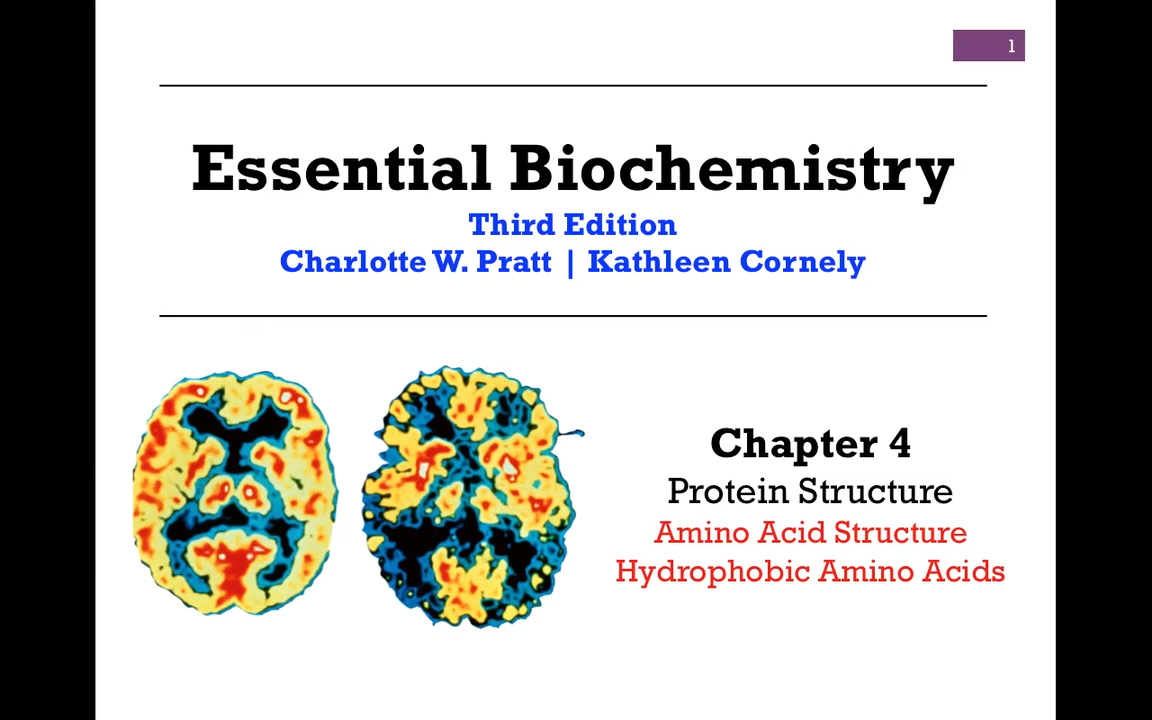 1
Essential Biochemistry
Third Edition
Charlotte W. Pratt | Kathleen Cornely
Chapter 4
Protein Structure
Amino Acid Structure
Hydrophobic Amino Acids